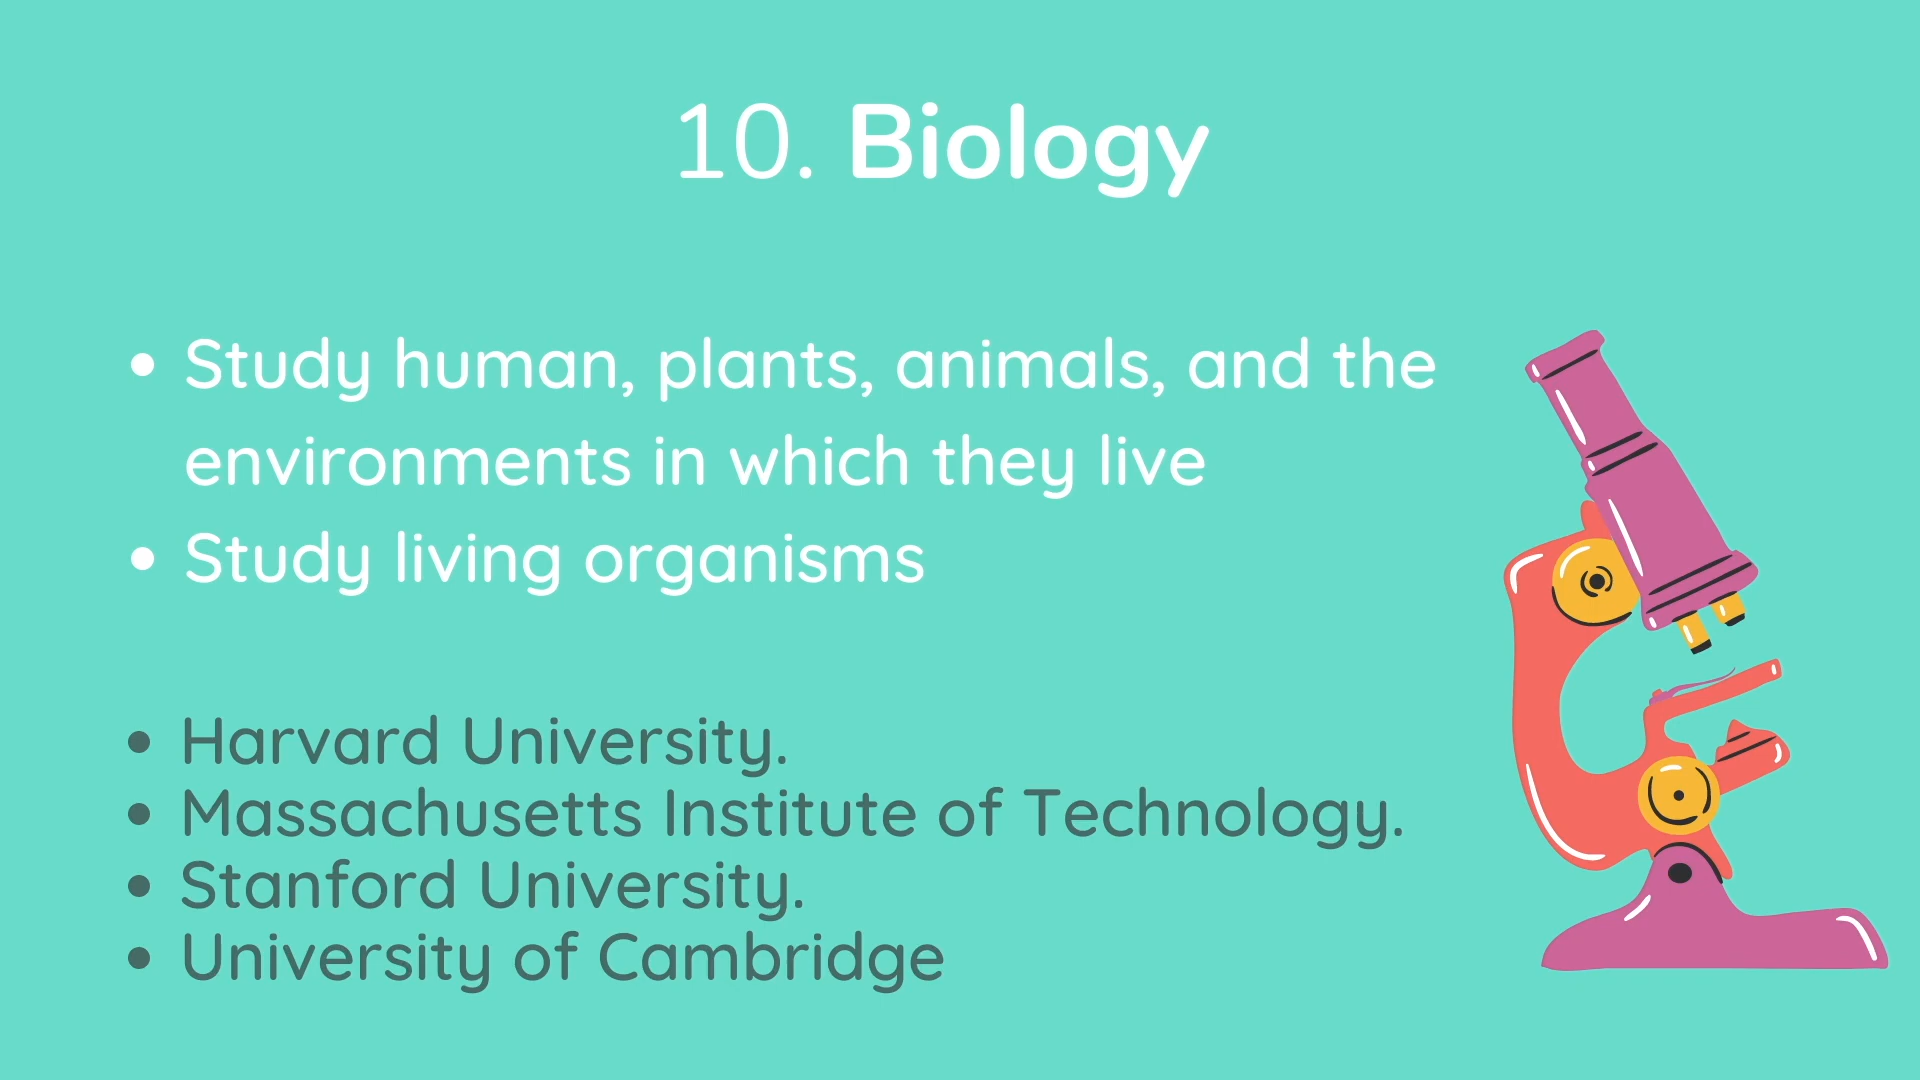 10. Biology
• Study human, plants, animals, and the
environments in which they live
• Study living organisms
• Harvard University.
• Massachusetts Institute of Technology.
• Stanford University.
• University of Cambridge